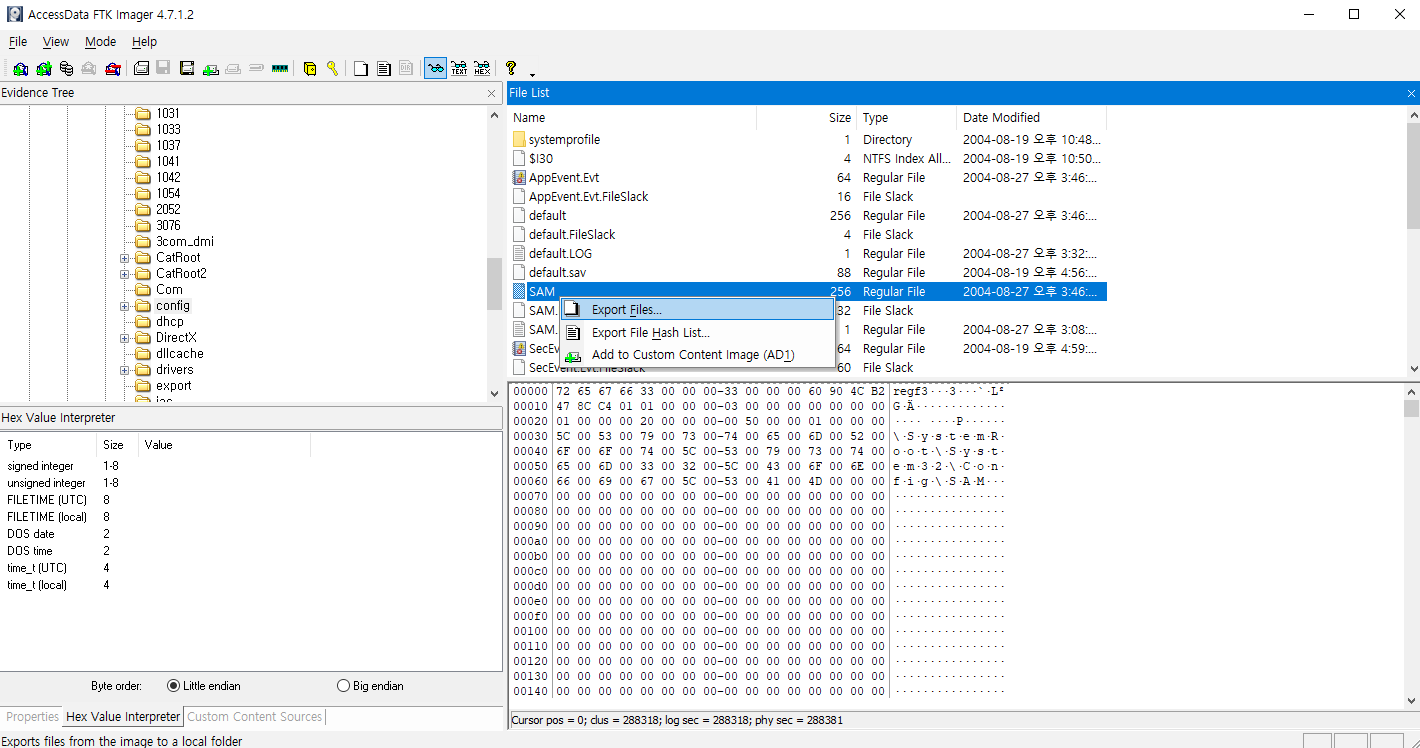 AccessData FTK Imager 4.7.1.2
File View Mode Help
TEXT HEX
Evidence Tree
1031
1033
1037
1041
1042
1054
2052
3076
3com_dmi
CatRoot
CatRoot2
Com
config
dhcp
DirectX
dllcache
drivers
export
Hex Value Interpreter
Type Size Value
signed integer 1-8
unsigned integer 1-8
FILETIME (UTC) 8
FILETIME (local) 8
DOS date 2
DOS time 2
time_t (UTC) 4
time_t (local) 4
Byte order: Little endian Big endian
Properties Hex Value Interpreter Custom Content Sources
File List
Name Size Type Date Modified
systemprofile 1 Directory 2004-08-19 오후 10:48...
$I30 4 NTFS Index All... 2004-08-19 오후 10:50...
AppEvent.Evt 64 Regular File 2004-08-27 오후 3:46:...
AppEvent.Evt.FileSlack 16 File Slack
default 256 Regular File 2004-08-27 오후 3:46:...
default.FileSlack 4 File Slack
default.LOG 1 Regular File 2004-08-27 오후 3:32:...
default.sav 88 Regular File 2004-08-19 오후 4:56:...
SAM 256 Regular File 2004-08-27 오후 3:46:...
SAM. 32 File Slack
SAM. 1 Regular File 2004-08-27 오후 3:08:...
SecE 64 Regular File 2004-08-19 오후 4:59:...
SecEvent.Evt.FileSlack 60 File Slack
Export Files...
Export File Hash List...
Add to Custom Content Image (AD1)
00000 72 65 67 66 33 00 00 00-33 00 00 00 60 90 4C B2 regf3···3···`·L²
00010 47 8C C4 01 01 00 00 00-03 00 00 00 00 00 00 00 G·Ä·············
00020 01 00 00 00 20 00 00 00-00 50 00 00 01 00 00 00 ···· ····P······
00030 5C 00 53 00 79 00 73 00-74 00 65 00 6D 00 52 00 \·S·y·s·t·e·m·R·
00040 6F 00 6F 00 74 00 5C 00-53 00 79 00 73 00 74 00 o·o·t·\·S·y·s·t·
00050 65 00 6D 00 33 00 32 00-5C 00 43 00 6F 00 6E 00 e·m·3·2·\·C·o·n·
00060 66 00 69 00 67 00 5C 00-53 00 41 00 4D 00 00 00 f·i·g·\·S·A·M···
00070 00 00 00 00 00 00 00 00-00 00 00 00 00 00 00 00 ················
00080 00 00 00 00 00 00 00 00-00 00 00 00 00 00 00 00 ················
00090 00 00 00 00 00 00 00 00-00 00 00 00 00 00 00 00 ················
000a0 00 00 00 00 00 00 00 00-00 00 00 00 00 00 00 00 ················
000b0 00 00 00 00 00 00 00 00-00 00 00 00 00 00 00 00 ················
000c0 00 00 00 00 00 00 00 00-00 00 00 00 00 00 00 00 ················
000d0 00 00 00 00 00 00 00 00-00 00 00 00 00 00 00 00 ················
000e0 00 00 00 00 00 00 00 00-00 00 00 00 00 00 00 00 ················
000f0 00 00 00 00 00 00 00 00-00 00 00 00 00 00 00 00 ················
00100 00 00 00 00 00 00 00 00-00 00 00 00 00 00 00 00 ················
00110 00 00 00 00 00 00 00 00-00 00 00 00 00 00 00 00 ················
00120 00 00 00 00 00 00 00 00-00 00 00 00 00 00 00 00 ················
00130 00 00 00 00 00 00 00 00-00 00 00 00 00 00 00 00 ················
00140 00 00 00 00 00 00 00 00-00 00 00 00 00 00 00 00 ················
Cursor pos = 0; clus = 288318; log sec = 288318; phy sec = 288381
Exports files from the image to a local folder